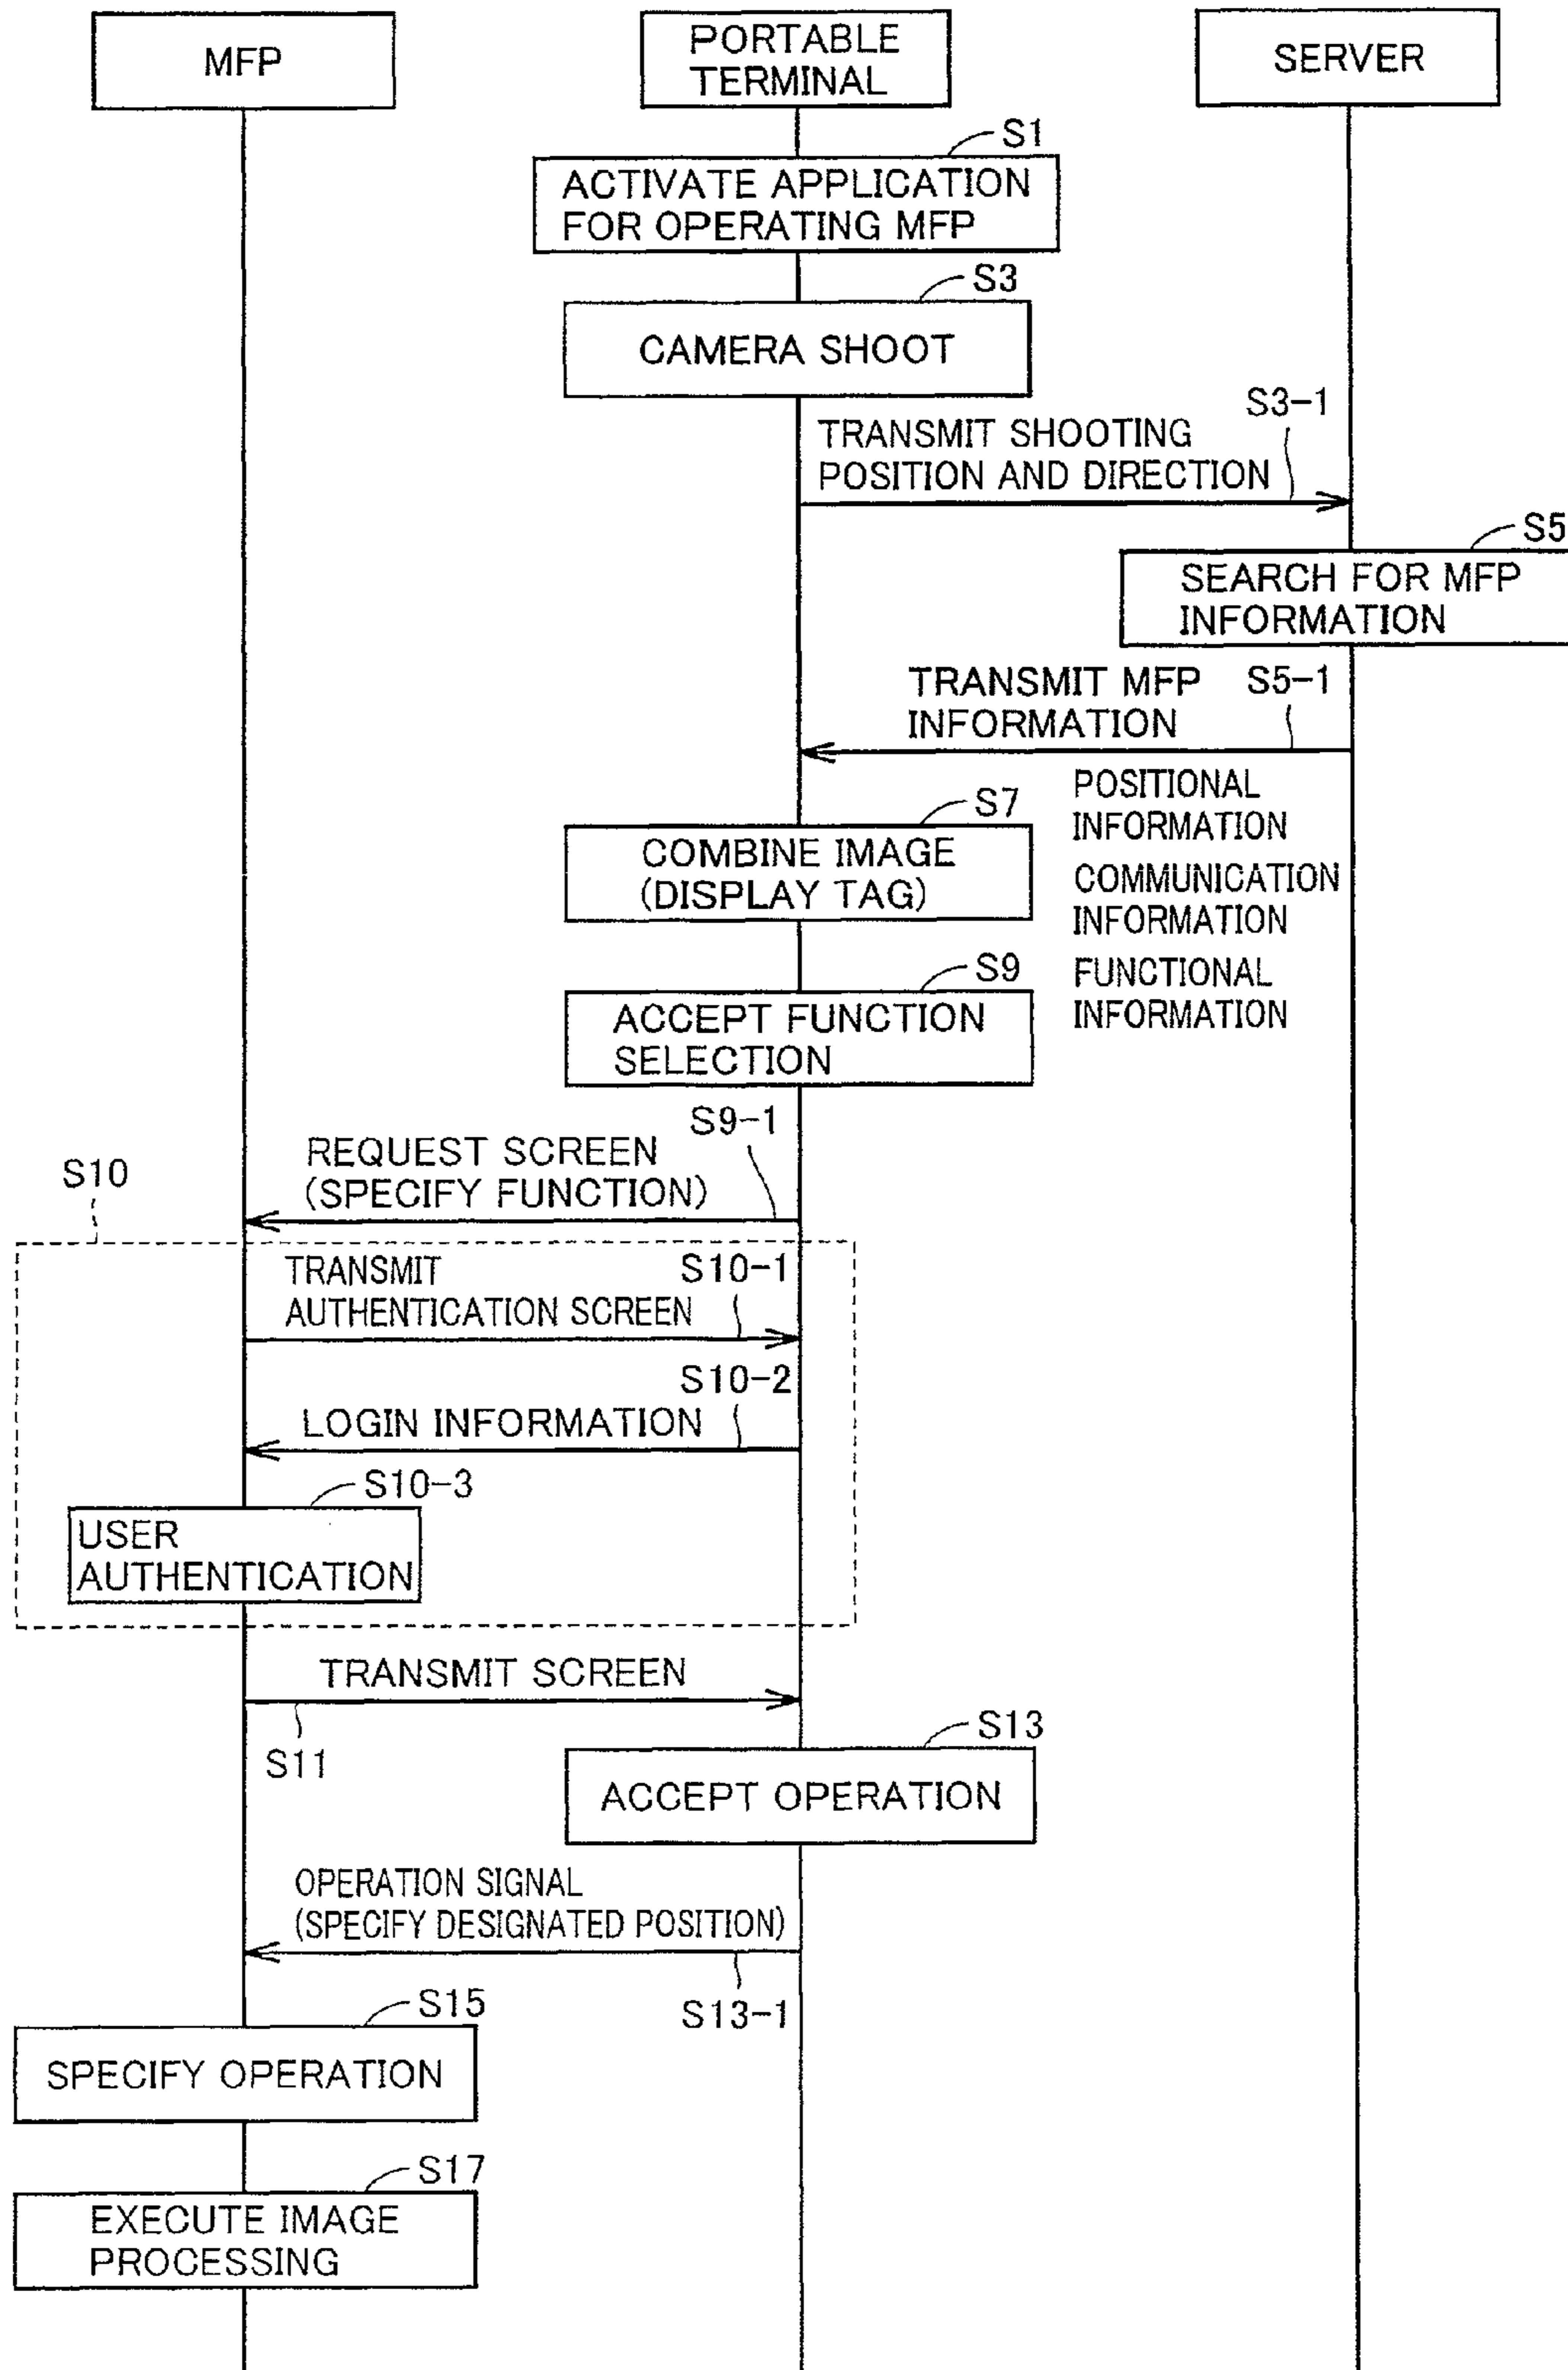 MFP
PORTABLE
TERMINAL
SERVER
S1
ACTIVATE APPLICATION
FOR OPERATING MFP
S3
CAMERA SHOOT
S3-1
TRANSMIT SHOOTING
POSITION AND DIRECTION
S5
SEARCH FOR MFP
INFORMATION
TRANSMIT MFP
INFORMATION
S5-1
POSITIONAL
INFORMATION
COMMUNICATION
INFORMATION
FUNCTIONAL
INFORMATION
S7
COMBINE IMAGE
(DISPLAY TAG)
S9
ACCEPT FUNCTION
SELECTION
S9-1
REQUEST SCREEN
(SPECIFY FUNCTION)
S10
TRANSMIT
AUTHENTICATION SCREEN
S10-1
S10-2
LOGIN INFORMATION
S10-3
USER
AUTHENTICATION
TRANSMIT SCREEN
S11
S13
ACCEPT OPERATION
OPERATION SIGNAL
(SPECIFY DESIGNATED POSITION)
S13-1
S15
SPECIFY OPERATION
S17
EXECUTE IMAGE
PROCESSING